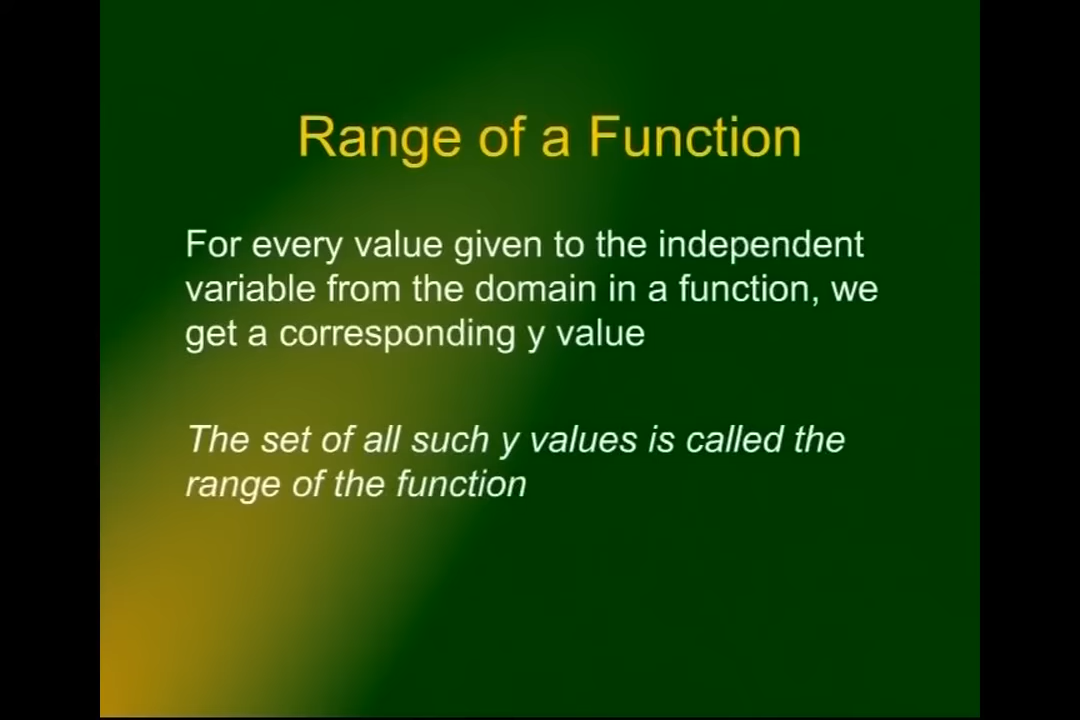 Range of a Function
For every value given to the independent
variable from the domain in a function, we
get a corresponding y value
The set of all such y values is called the
range of the function